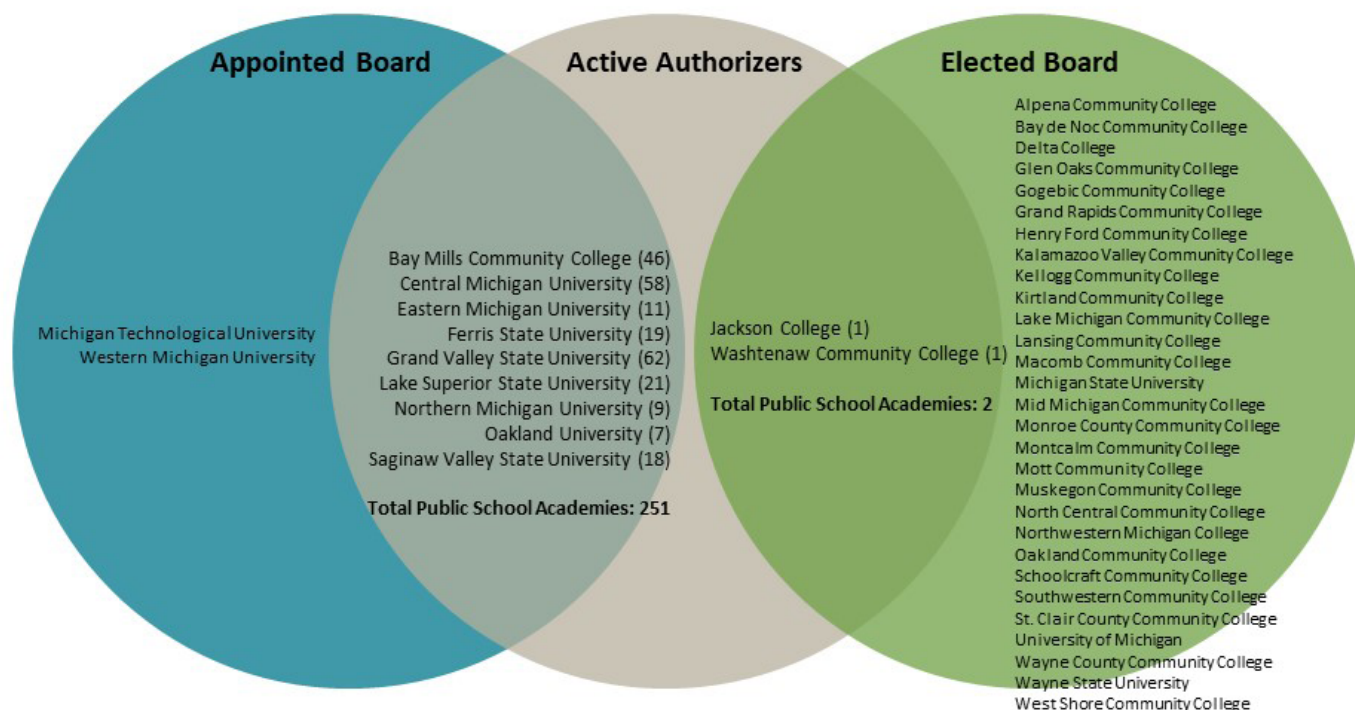 Appointed Board
Active Authorizers
Elected Board
Michigan Technological University
Western Michigan University
Bay Mills Community College (46)
Central Michigan University (58)
Eastern Michigan University (11)
Ferris State University (19)
Grand Valley State University (62)
Lake Superior State University (21)
Northern Michigan University (9)
Oakland University (7)
Saginaw Valley State University (18)
Total Public School Academies: 251
Jackson College (1)
Washtenaw Community College (1)
Total Public School Academies: 2
Alpena Community College
Bay de Noc Community College
Delta College
Glen Oaks Community College
Gogebic Community College
Grand Rapids Community College
Henry Ford Community College
Kalamazoo Valley Community College
Kellogg Community College
Kirtland Community College
Lake Michigan Community College
Lansing Community College
Macomb Community College
Michigan State University
Mid Michigan Community College
Monroe County Community College
Montcalm Community College
Mott Community College
Muskegon Community College
North Central Community College
Northwestern Michigan College
Oakland Community College
Schoolcraft Community College
Southwestern Community College
St. Clair County Community College
University of Michigan
Wayne County Community College
Wayne State University
West Shore Community College